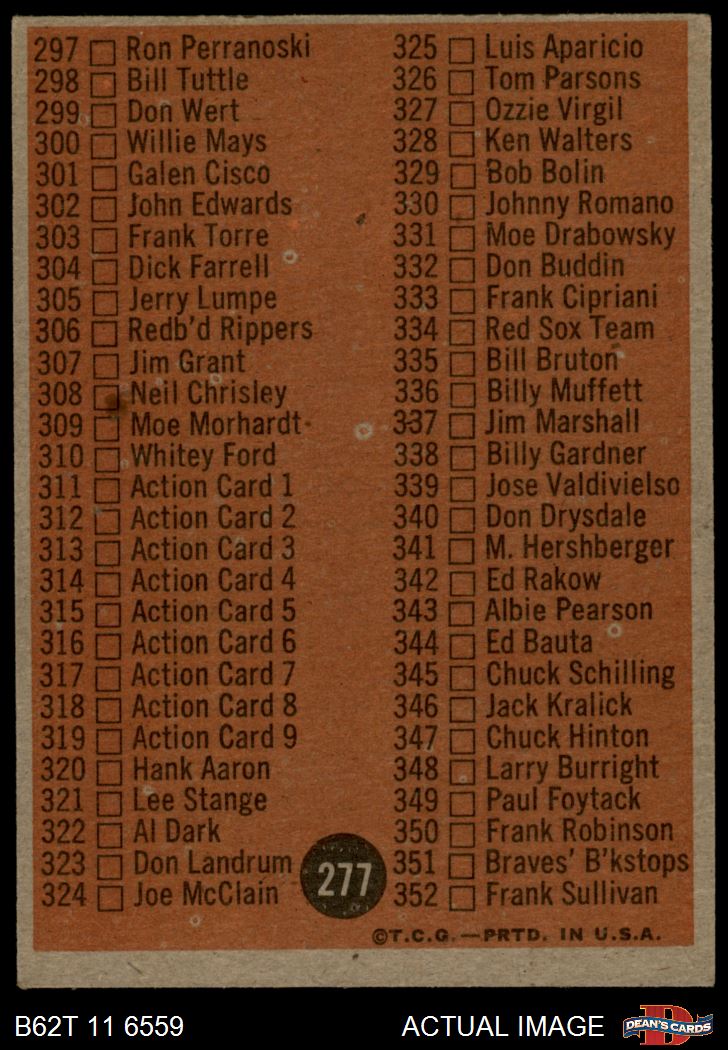 297 Ron Perranoski
298 Bill Tuttle
299 Don Wert
300 Willie Mays
301 Galen Cisco
302 John Edwards
303 Frank Torre
304 Dick Farrell
305 Jerry Lumpe
306 Redb'd Rippers
307 Jim Grant
308 Neil Chrisley
309 Moe Morhardt
310 Whitey Ford
311 Action Card 1
312 Action Card 2
313 Action Card 3
314 Action Card 4
315 Action Card 5
316 Action Card 6
317 Action Card 7
318 Action Card 8
319 Action Card 9
320 Hank Aaron
321 Lee Stange
322 Al Dark
323 Don Landrum
324 Joe McClain
277
325 Luis Aparicio
326 Tom Parsons
327 Ozzie Virgil
328 Ken Walters
329 Bob Bolin
330 Johnny Romano
331 Moe Drabowsky
332 Don Buddin
333 Frank Cipriani
334 Red Sox Team
335 Bill Bruton
336 Billy Muffett
337 Jim Marshall
338 Billy Gardner
339 Jose Valdivielso
340 Don Drysdale
341 M. Hershberger
342 Ed Rakow
343 Albie Pearson
344 Ed Bauta
345 Chuck Schilling
346 Jack Kralick
347 Chuck Hinton
348 Larry Burright
349 Paul Foytack
350 Frank Robinson
351 Braves' B'kstops
352 Frank Sullivan
©T.C.G.—PRTD. IN U.S.A.
B62T 11 6559
ACTUAL IMAGE
DEAN'S CARDS